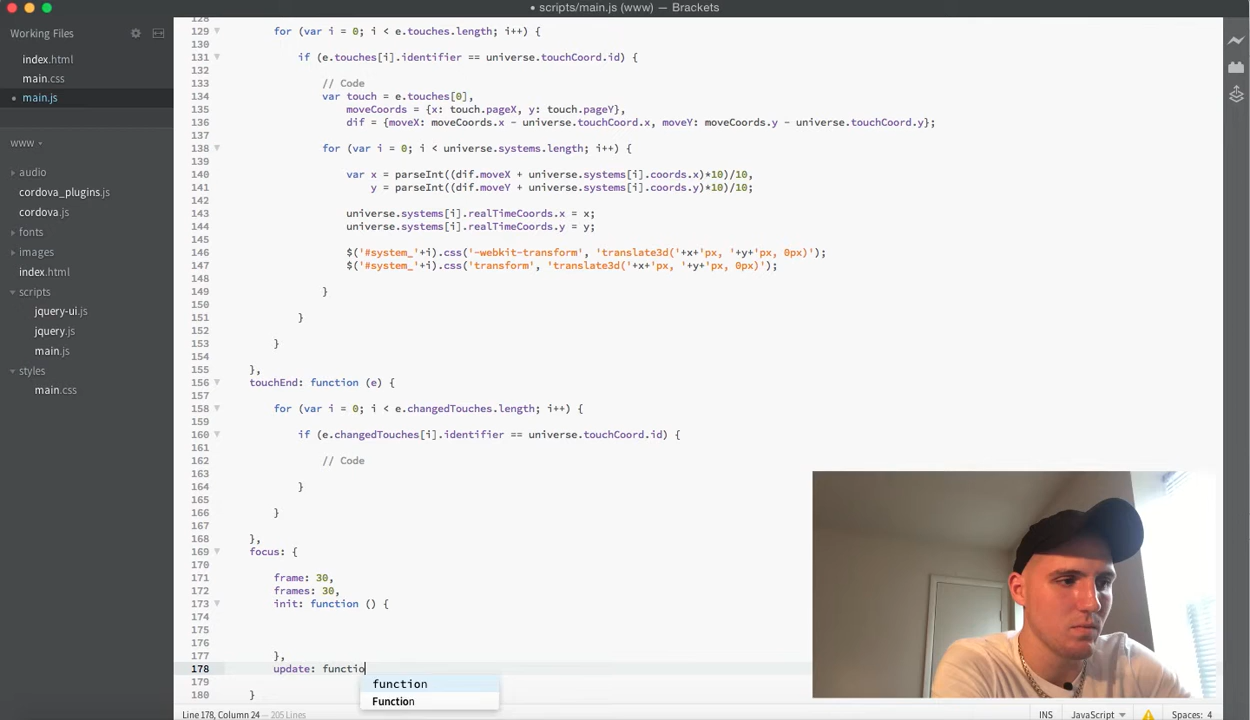 scripts/main.js (www) — Brackets
Working Files
index.html
main.css
main.js
www
audio
cordova_plugins.js
cordova.js
fonts
images
index.html
scripts
jquery-ui.js
jquery.js
main.js
styles
main.css
128
129 for (var i = 0; i < e.touches.length; i++) {
130
131 if (e.touches[i].identifier == universe.touchCoord.id) {
132
133 // Code
134 var touch = e.touches[0],
135 moveCoords = {x: touch.pageX, y: touch.pageY},
136 dif = {moveX: moveCoords.x - universe.touchCoord.x, moveY: moveCoords.y - universe.touchCoord.y};
137
138 for (var i = 0; i < universe.systems.length; i++) {
139
140 var x = parseInt((dif.moveX + universe.systems[i].coords.x)*10)/10,
141 y = parseInt((dif.moveY + universe.systems[i].coords.y)*10)/10;
142
143 universe.systems[i].realTimeCoords.x = x;
144 universe.systems[i].realTimeCoords.y = y;
145
146 $('#system_'+i).css('-webkit-transform', 'translate3d('+x+'px, '+y+'px, 0px)');
147 $('#system_'+i).css('transform', 'translate3d('+x+'px, '+y+'px, 0px)');
148
149 }
150
151 }
152
153 }
154
155 },
156 touchEnd: function (e) {
157
158 for (var i = 0; i < e.changedTouches.length; i++) {
159
160 if (e.changedTouches[i].identifier == universe.touchCoord.id) {
161
162 // Code
163
164 }
165
166 }
167
168 },
169 focus: {
170
171 frame: 30,
172 frames: 30,
173 init: function () {
174
175
176
177 },
178 update: functio
179
180 }
function
Function
Line 178, Column 24 — 205 Lines
INS
JavaScript
Spaces: 4